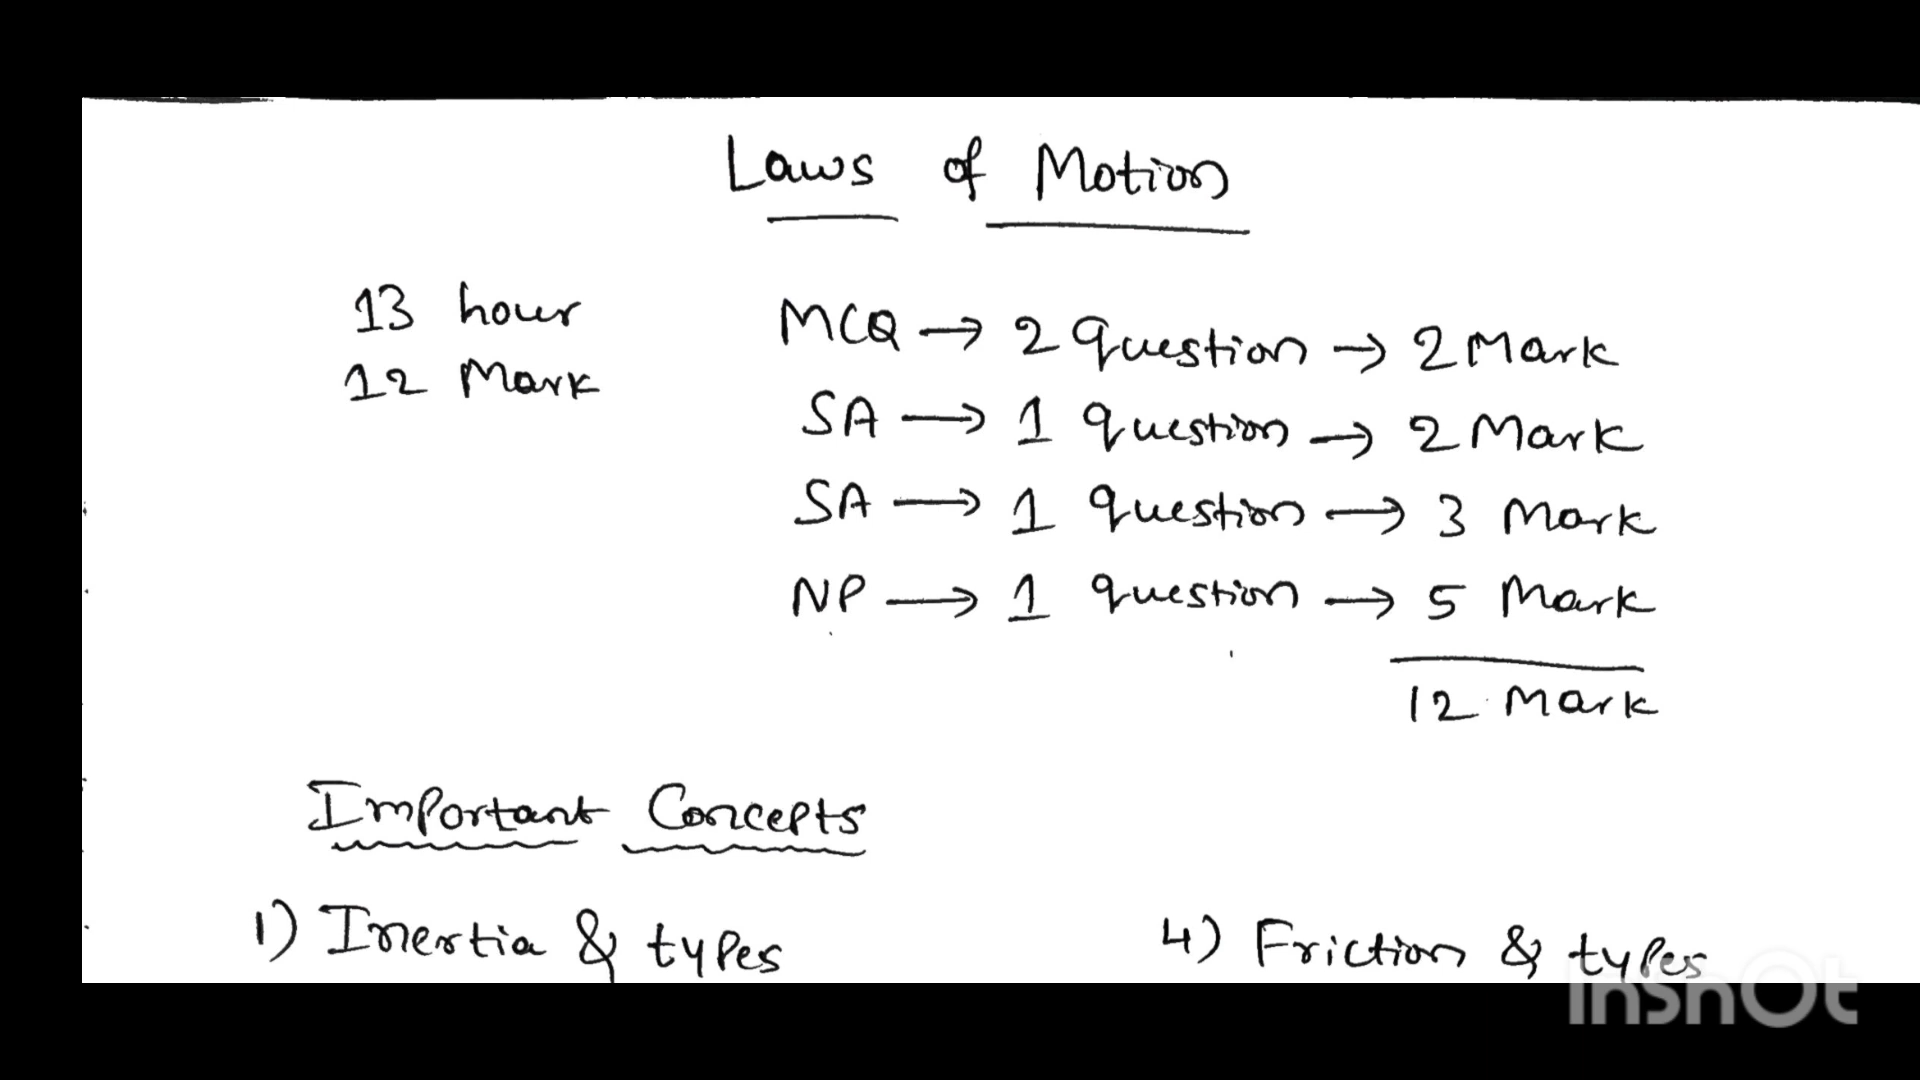 Laws of Motion
13 hour
12 Mark
MCQ → 2 question → 2 Mark
SA → 1 question → 2 Mark
SA → 1 question → 3 Mark
NP → 1 question → 5 Mark
12 Mark
Important Concepts
1) Inertia & types
4) Friction & types
InShOt